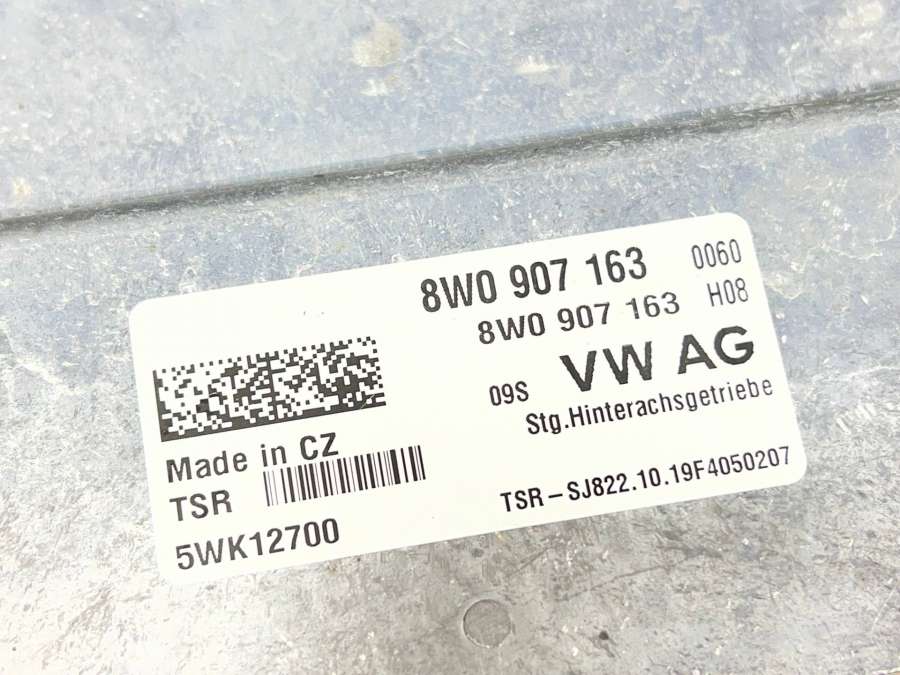 8W0 907 163 0060
8W0 907 163 H08
09S VW AG
Stg.Hinterachsgetriebe
Made in CZ
TSR
TSR-SJ822.10.19F4050207
5WK12700